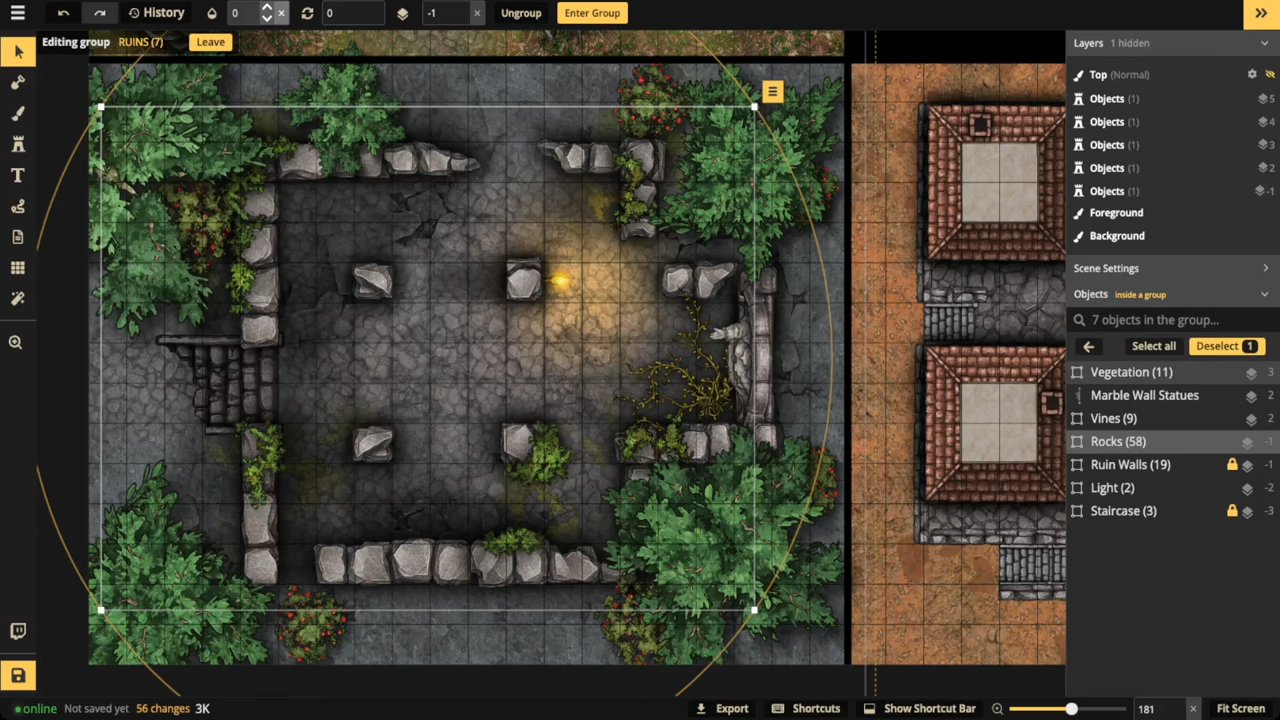 History
0
0
-1
Ungroup
Enter Group
Editing group RUINS (7) Leave
Layers 1 hidden
Top (Normal)
Objects (1) 5
Objects (1) 4
Objects (1) 3
Objects (1) 2
Objects (1) -1
Foreground
Background
Scene Settings
Objects inside a group
7 objects in the group...
Select all
Deselect 1
Vegetation (11) 3
Marble Wall Statues 2
Vines (9) 2
Rocks (58) -1
Ruin Walls (19) -1
Light (2) -2
Staircase (3) -3
online Not saved yet 56 changes 3K
Export
Shortcuts
Show Shortcut Bar
181
Fit Screen